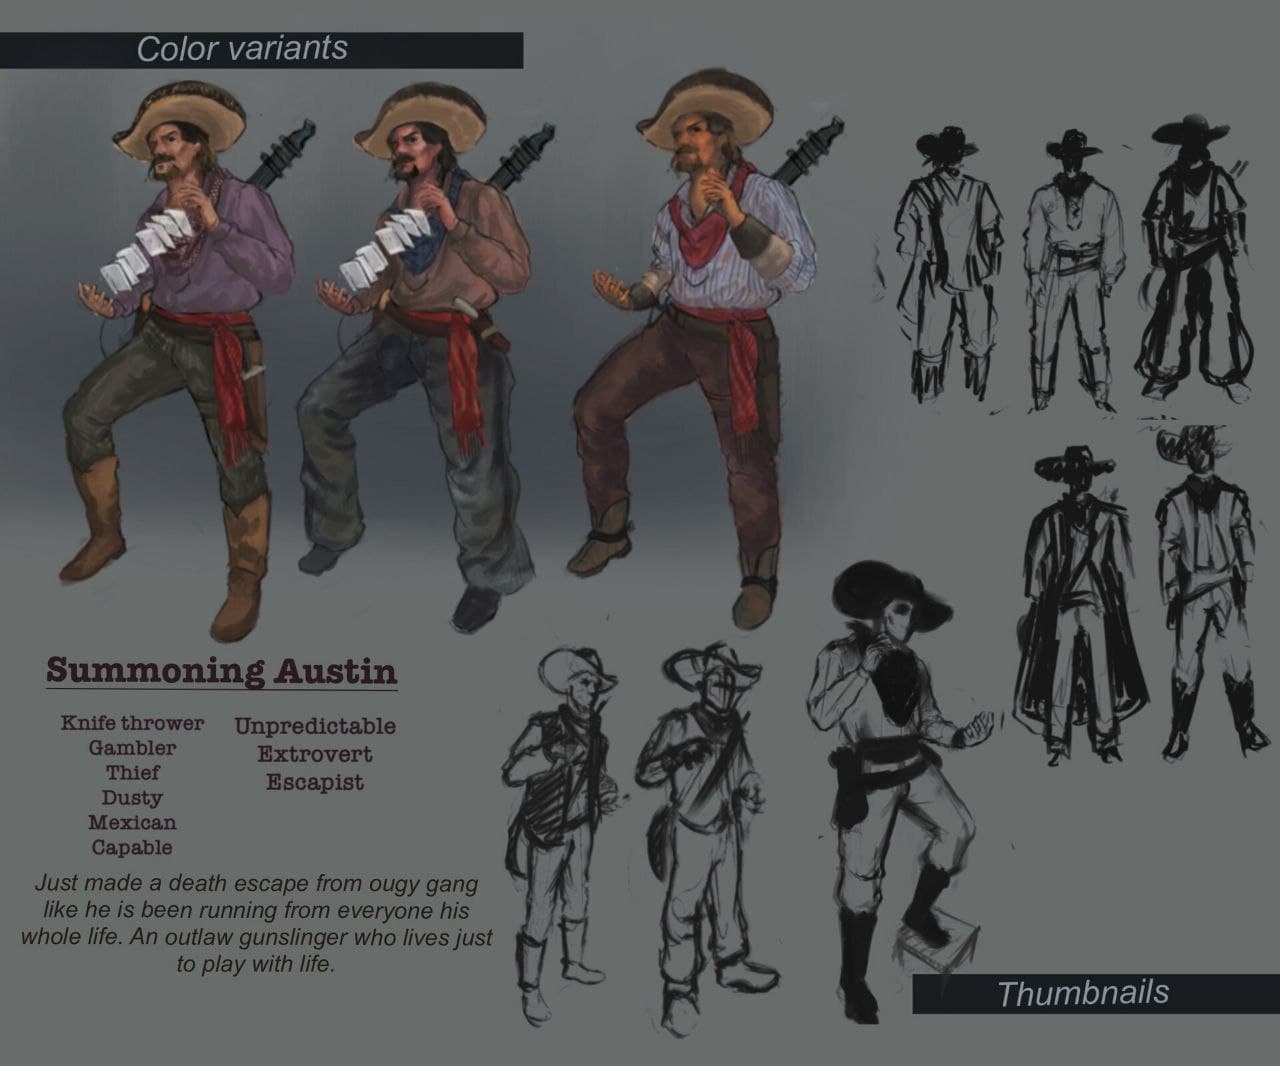 Color variants
Summoning Austin
Knife thrower
Gambler
Thief
Dusty
Mexican
Capable
Unpredictable
Extrovert
Escapist
Just made a death escape from ougy gang
like he is been running from everyone his
whole life. An outlaw gunslinger who lives just
to play with life.
Thumbnails